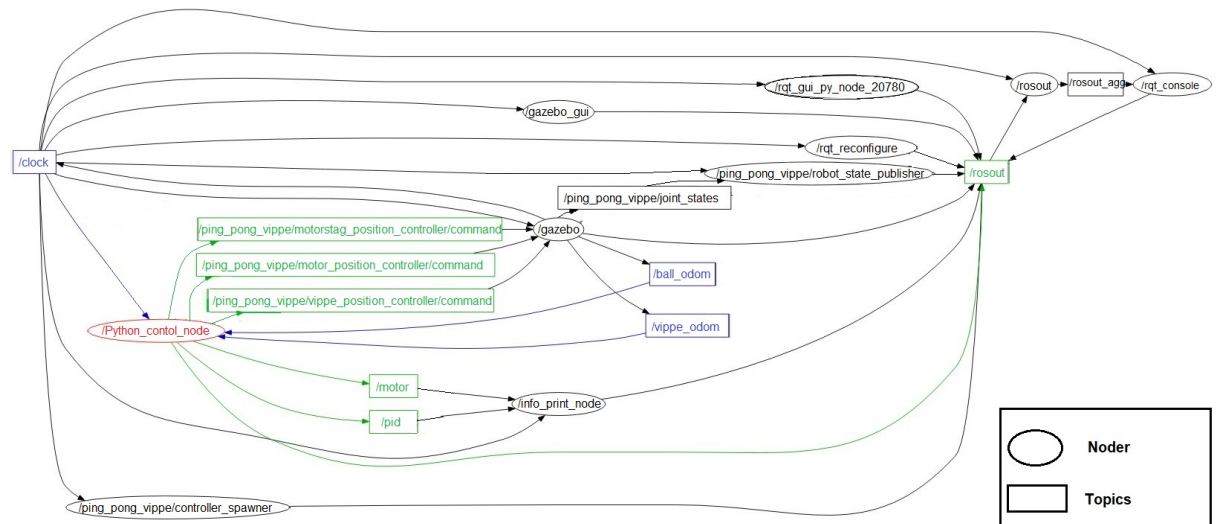 /rqt_gui_py_node_20780
/rosout
/rosout_agg
/rqt_console
/gazebo_gui
/clock
/rqt_reconfigure
/ping_pong_vippe/robot_state_publisher
/rosout
/ping_pong_vippe/joint_states
/ping_pong_vippe/motorstag_position_controller/command
/gazebo
/ping_pong_vippe/motor_position_controller/command
/ball_odom
/ping_pong_vippe/vippe_position_controller/command
/Python_contol_node
/vippe_odom
/motor
/info_print_node
/pid
Noder
Topics
/ping_pong_vippe/controller_spawner